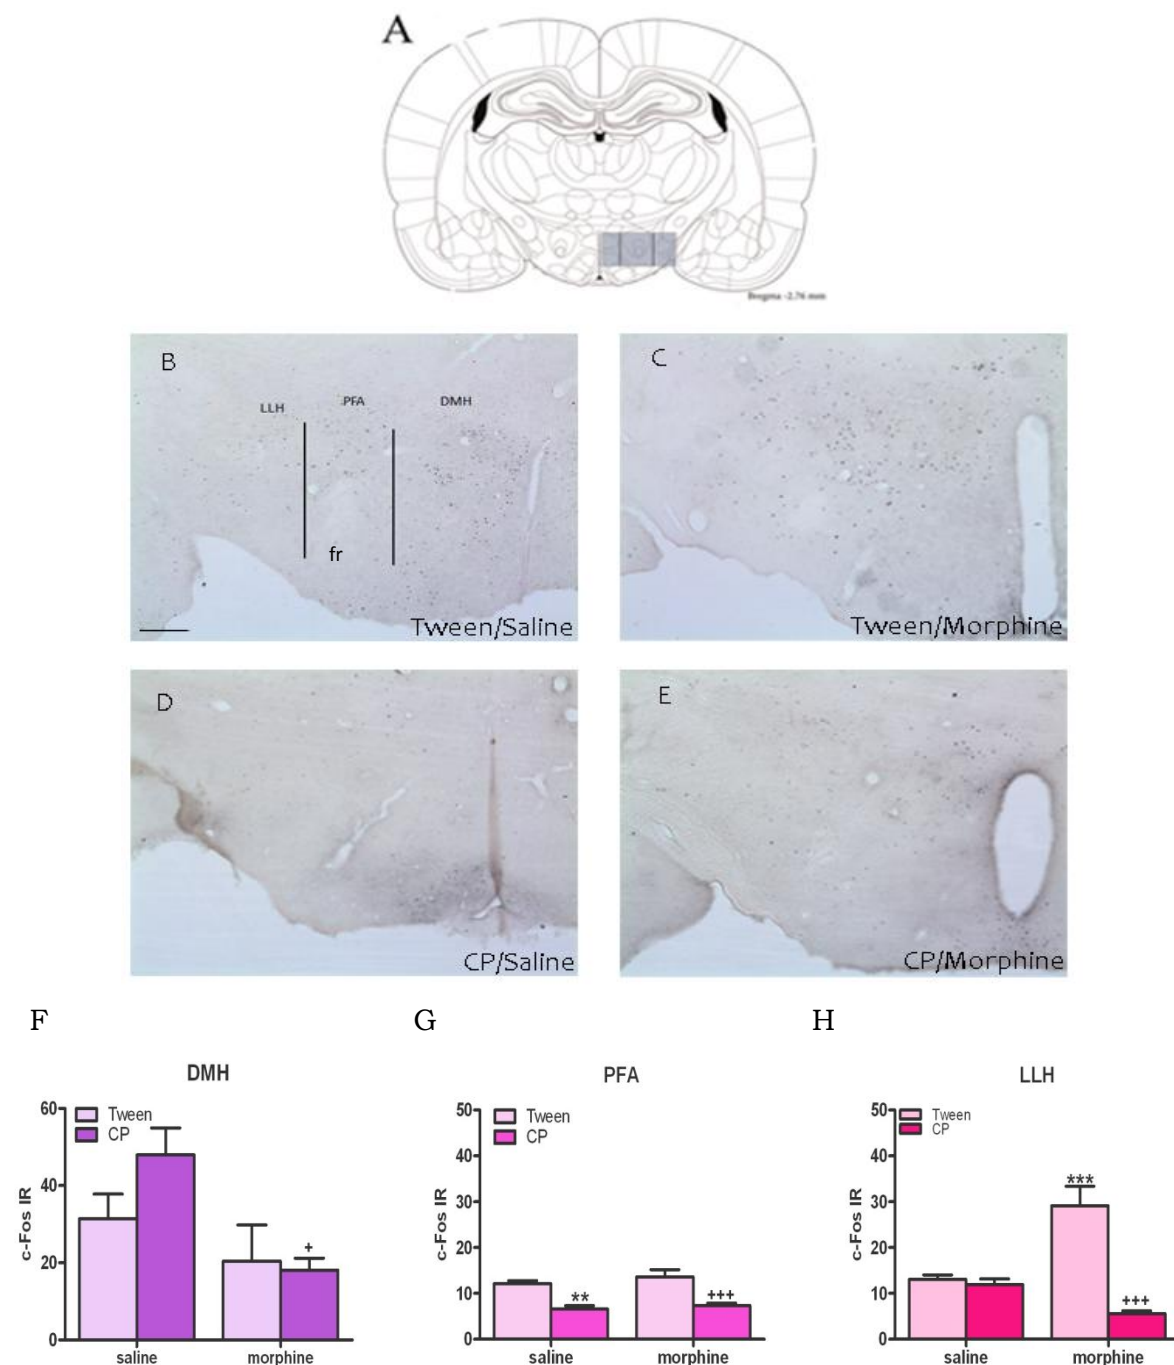 A
Bregma -2.76 mm
B
LLH
PFA
DMH
fr
Tween/Saline
C
Tween/Morphine
D
CP/Saline
E
CP/Morphine
F
DMH
60
40
20
0
c-Fos IR
Tween
CP
+
saline
morphine
G
PFA
50
40
30
20
10
0
c-Fos IR
Tween
CP
**
+++
saline
morphine
H
LLH
50
40
30
20
10
0
c-Fos IR
Tween
CP
***
+++
saline
morphine